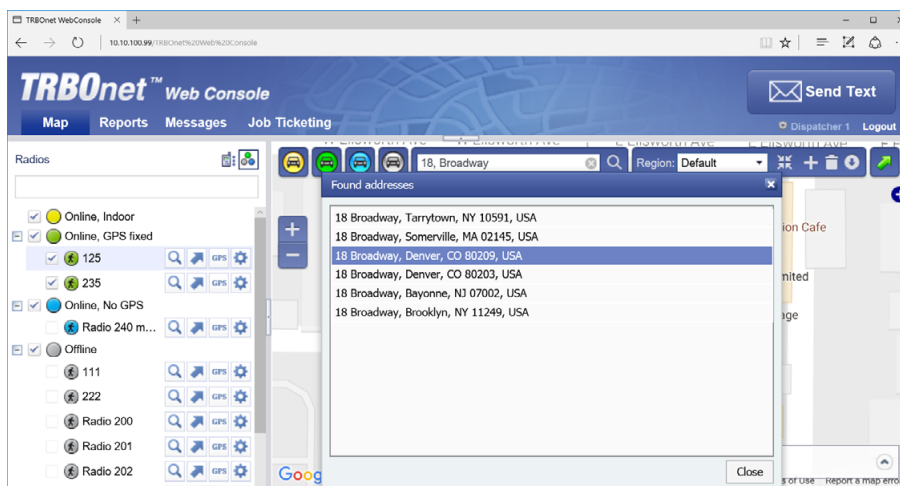 TRBOnet WebConsole
10.10.100.99/TRBOnet%20Web%20Console
TRBOnet™ Web Console
Send Text
Map Reports Messages Job Ticketing
Dispatcher 1 Logout
Radios
18, Broadway
Region: Default
Found addresses
Online, Indoor
Online, GPS fixed
125 GPS
235 GPS
Online, No GPS
Radio 240 m... GPS
Offline
111 GPS
222 GPS
Radio 200 GPS
Radio 201 GPS
Radio 202 GPS
18 Broadway, Tarrytown, NY 10591, USA
18 Broadway, Somerville, MA 02145, USA
18 Broadway, Denver, CO 80209, USA
18 Broadway, Denver, CO 80203, USA
18 Broadway, Bayonne, NJ 07002, USA
18 Broadway, Brooklyn, NY 11249, USA
Close
Cafe
Goog
of Use Report a map erro